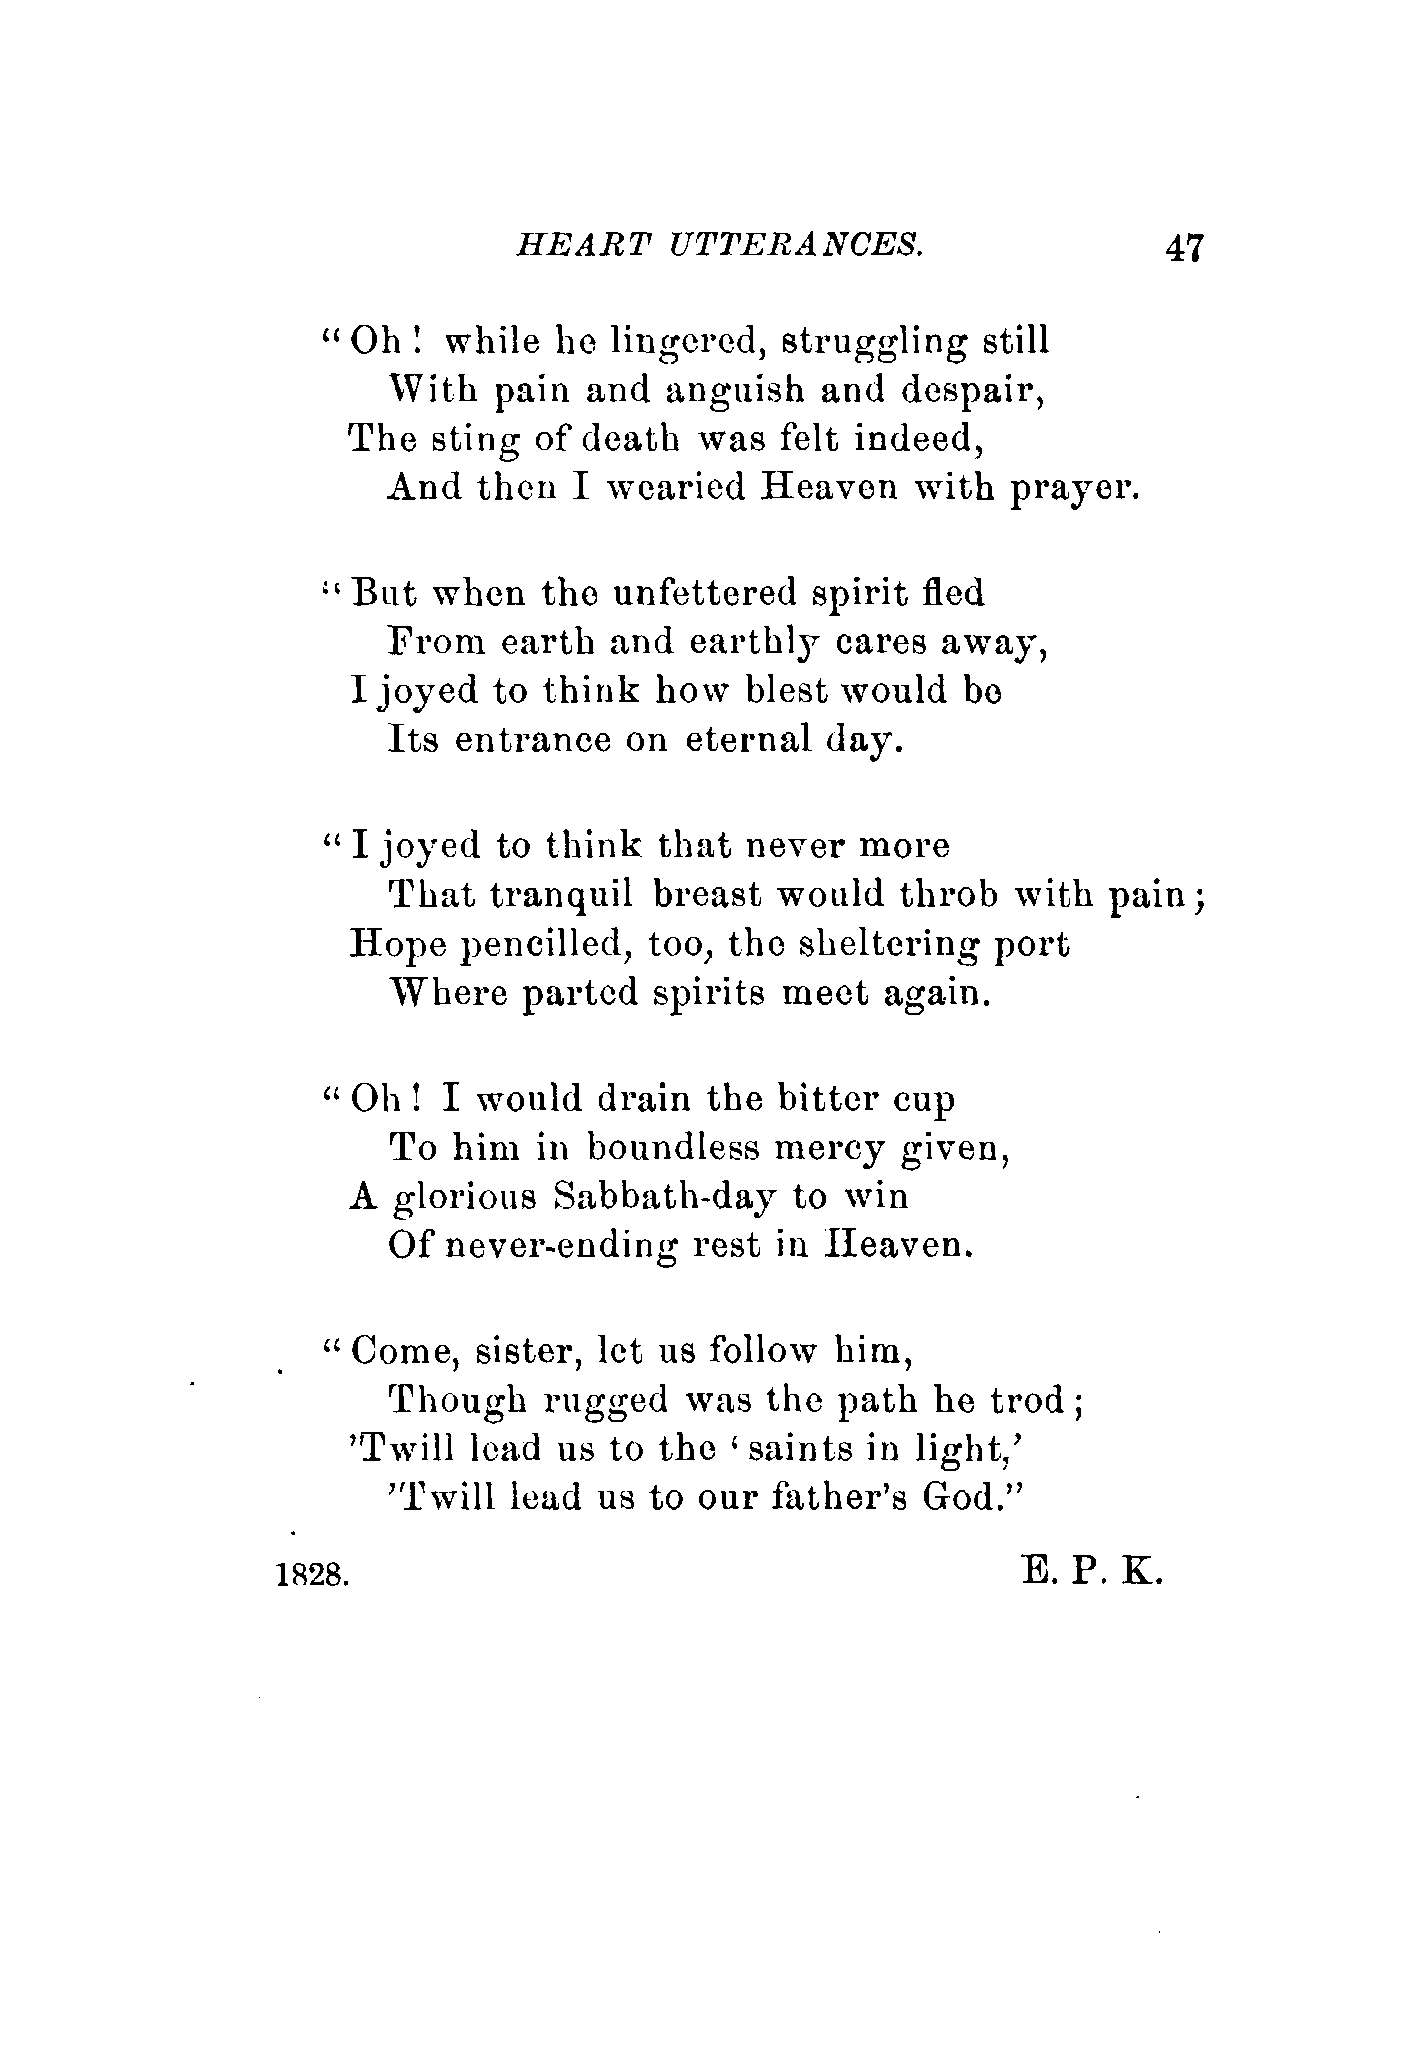 HEART UTTERANCES. 47
“Oh! while he lingered, struggling still
With pain and anguish and despair,
The sting of death was felt indeed,
And then I wearied Heaven with prayer.
“But when the unfettered spirit fled
From earth and earthly cares away,
I joyed to think how blest would be
Its entrance on eternal day.
“I joyed to think that never more
That tranquil breast would throb with pain;
Hope pencilled, too, the sheltering port
Where parted spirits meet again.
“Oh! I would drain the bitter cup
To him in boundless mercy given,
A glorious Sabbath-day to win
Of never-ending rest in Heaven.
“Come, sister, let us follow him,
Though rugged was the path he trod;
’Twill lead us to the ‘saints in light,’
’Twill lead us to our father’s God.”
1828. E. P. K.